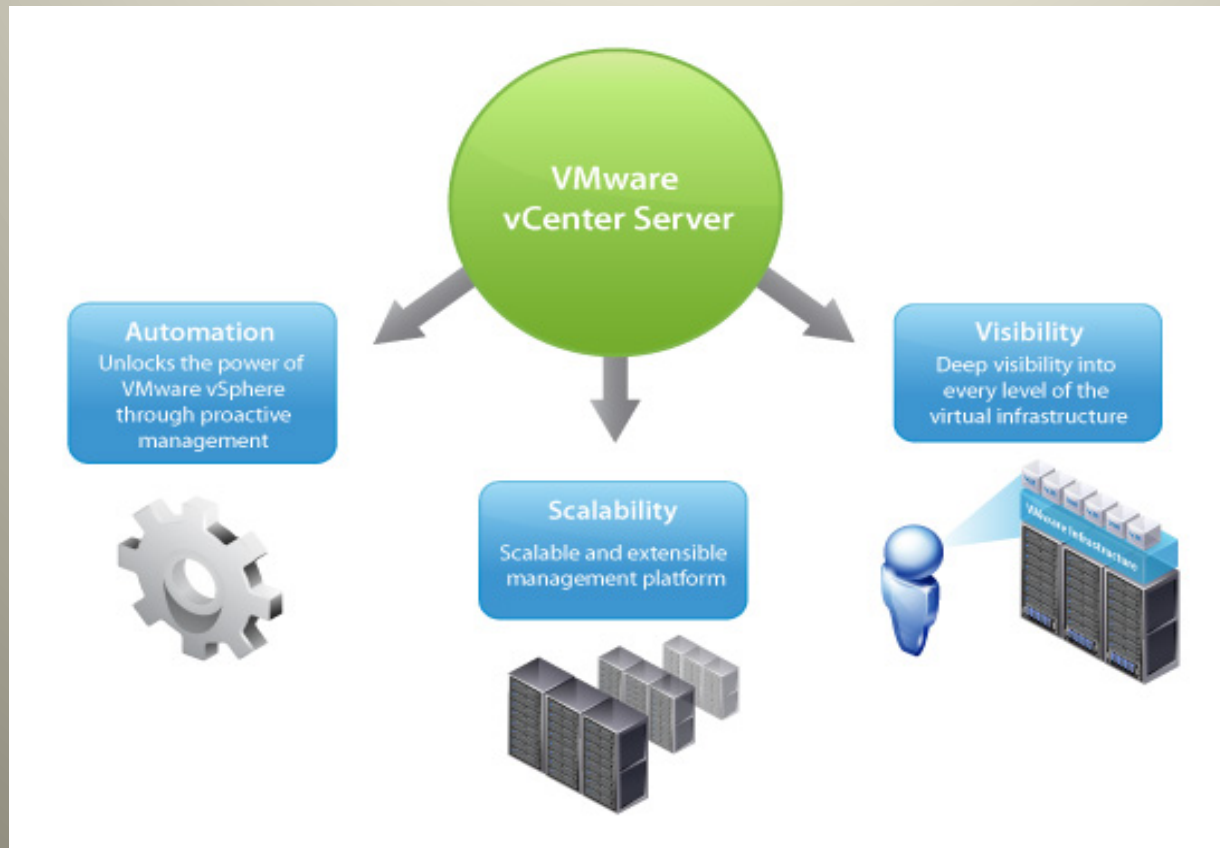 VMware
vCenter Server
Automation
Unlocks the power of
VMware vSphere
through proactive
management
Scalability
Scalable and extensible
management platform
Visibility
Deep visibility into
every level of the
virtual infrastructure
VMware Infrastructure